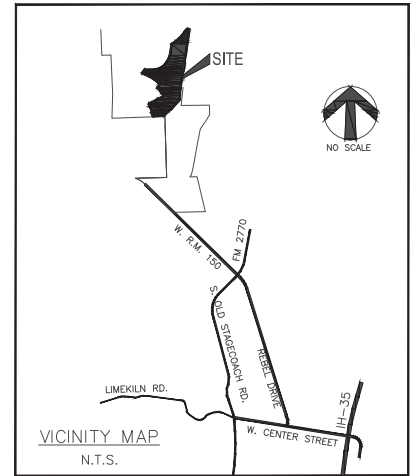 SITE
NO SCALE
W. R.M. 150
FM 2770
S. OLD STAGECOACH RD.
REBEL DRIVE
LIMEKILN RD.
IH-35
W. CENTER STREET
VICINITY MAP
N.T.S.